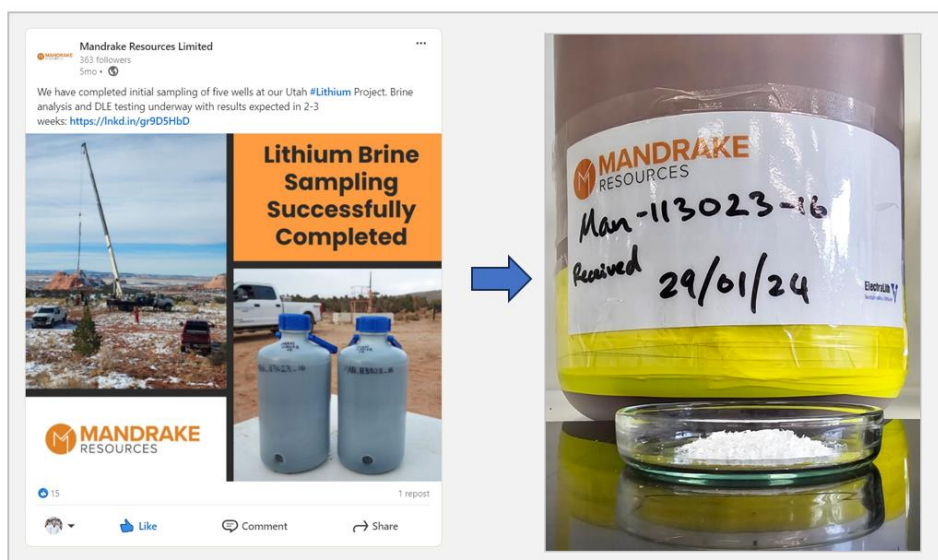 Mandrake Resources Limited
MANDRAKE
363 followers
5mo •
We have completed initial sampling of five wells at our Utah #Lithium Project. Brine
analysis and DLE testing underway with results expected in 2-3
weeks: https://lnkd.in/gr9D5HbD
Lithium Brine
Sampling
Successfully
Completed
MANDRAKE
RESOURCES
15
1 repost
Like
Comment
Share
MANDRAKE
RESOURCES
Man-113023-16
Received
29/01/24
ElectraLith